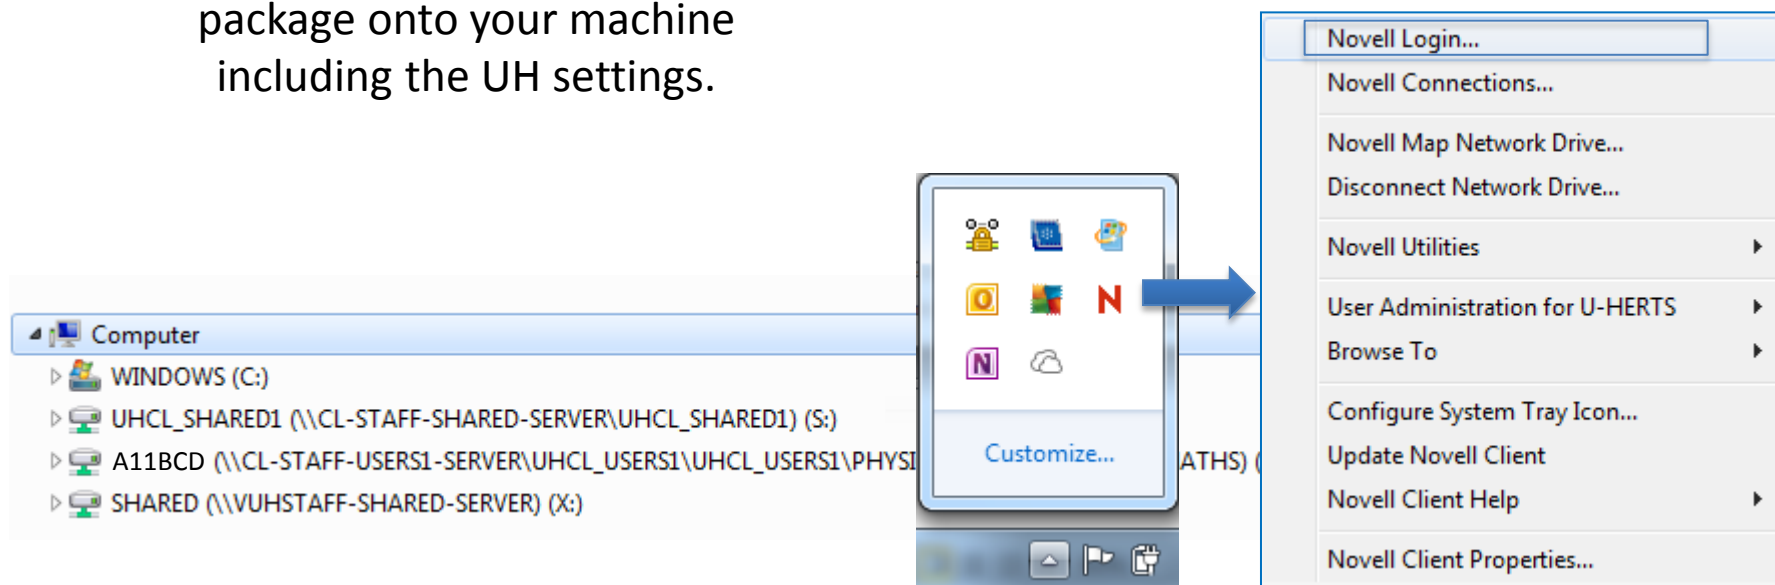 package onto your machine
including the UH settings.
Computer
WINDOWS (C:)
UHCL_SHARED1 (\\CL-STAFF-SHARED-SERVER\UHCL_SHARED1) (S:)
A11BCD (\\CL-STAFF-USERS1-SERVER\UHCL_USERS1\UHCL_USERS1\PHYSI ATHS) (
SHARED (\\VUHSTAFF-SHARED-SERVER) (X:)
Customize...
Novell Login...
Novell Connections...
Novell Map Network Drive...
Disconnect Network Drive...
Novell Utilities
User Administration for U-HERTS
Browse To
Configure System Tray Icon...
Update Novell Client
Novell Client Help
Novell Client Properties...